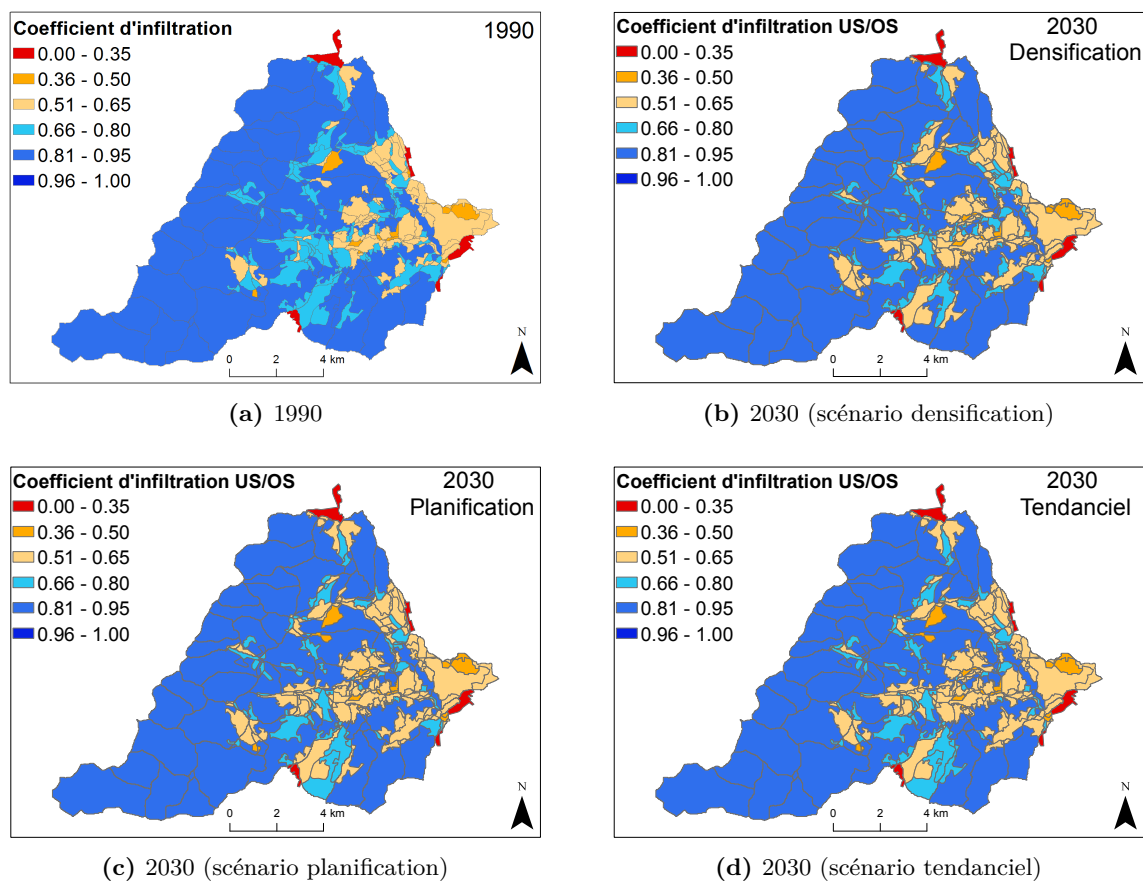 Coefficient d'infiltration
1990
0.00 - 0.35
0.36 - 0.50
0.51 - 0.65
0.66 - 0.80
0.81 - 0.95
0.96 - 1.00
N
0 2 4 km
(a) 1990
Coefficient d'infiltration US/OS
2030
Densification
0.00 - 0.35
0.36 - 0.50
0.51 - 0.65
0.66 - 0.80
0.81 - 0.95
0.96 - 1.00
N
0 2 4 km
(b) 2030 (scénario densification)
Coefficient d'infiltration US/OS
2030
Planification
0.00 - 0.35
0.36 - 0.50
0.51 - 0.65
0.66 - 0.80
0.81 - 0.95
0.96 - 1.00
N
0 2 4 km
(c) 2030 (scénario planification)
Coefficient d'infiltration US/OS
2030
Tendanciel
0.00 - 0.35
0.36 - 0.50
0.51 - 0.65
0.66 - 0.80
0.81 - 0.95
0.96 - 1.00
N
0 2 4 km
(d) 2030 (scénario tendanciel)